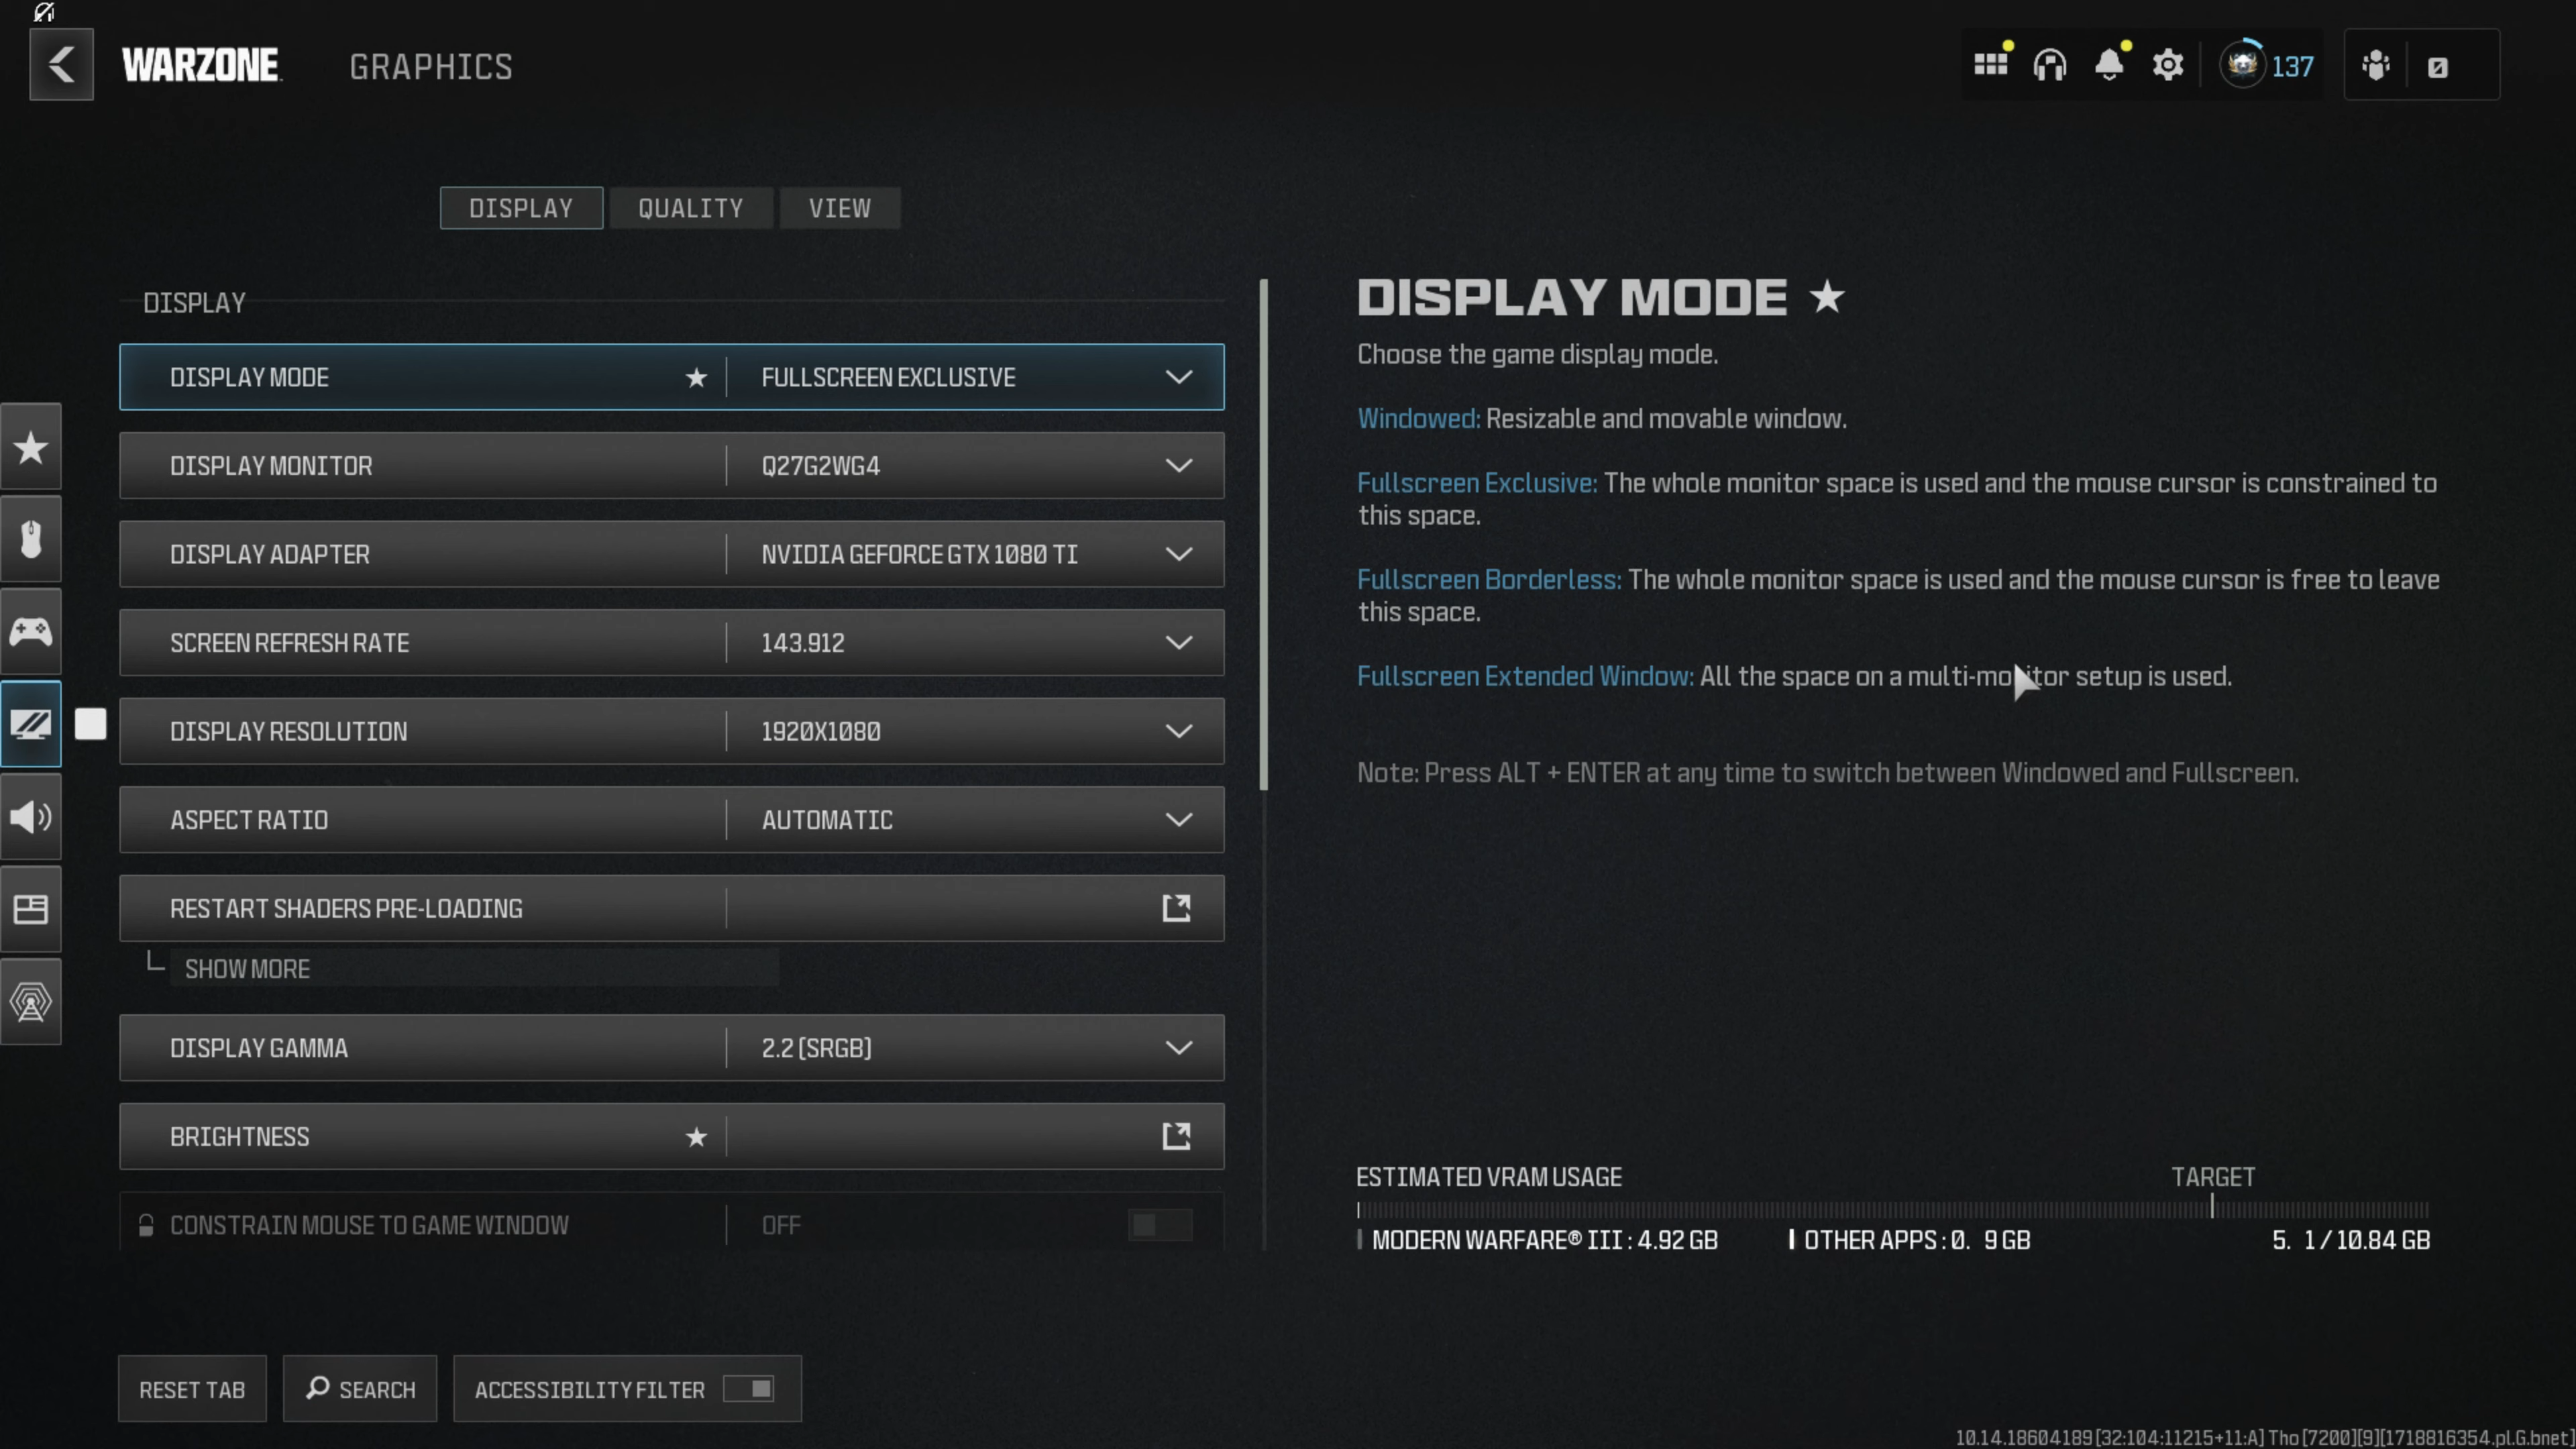 WARZONE
GRAPHICS
137
0
DISPLAY
QUALITY
VIEW
DISPLAY
DISPLAY MODE
FULLSCREEN EXCLUSIVE
DISPLAY MONITOR
Q27G2WG4
DISPLAY ADAPTER
NVIDIA GEFORCE GTX 1080 TI
SCREEN REFRESH RATE
143.912
DISPLAY RESOLUTION
1920X1080
ASPECT RATIO
AUTOMATIC
RESTART SHADERS PRE-LOADING
SHOW MORE
DISPLAY GAMMA
2.2 (SRGB)
BRIGHTNESS
CONSTRAIN MOUSE TO GAME WINDOW
OFF
DISPLAY MODE
Choose the game display mode.
Windowed: Resizable and movable window.
Fullscreen Exclusive: The whole monitor space is used and the mouse cursor is constrained to
this space.
Fullscreen Borderless: The whole monitor space is used and the mouse cursor is free to leave
this space.
Fullscreen Extended Window: All the space on a multi-monitor setup is used.
Note: Press ALT + ENTER at any time to switch between Windowed and Fullscreen.
ESTIMATED VRAM USAGE
TARGET
MODERN WARFARE® III : 4.92 GB
OTHER APPS : 0. 9 GB
5. 1 / 10.84 GB
RESET TAB
SEARCH
ACCESSIBILITY FILTER
10.14.18604189 [32:104:11215+11:A] Tho [7200][9][1718816354.pl.G.bnet]